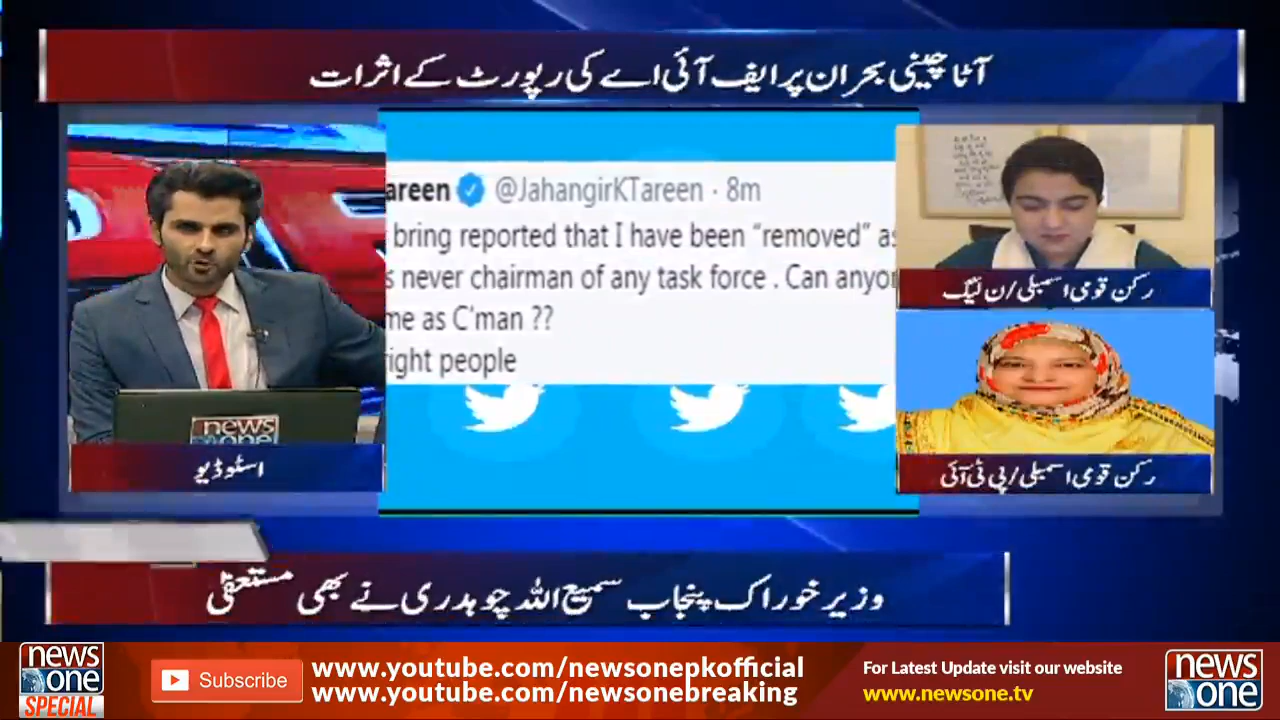 آٹا چینی بحران پر ایف آئی اے کی رپورٹ کے اثرات
areen @JahangirKTareen · 8m
bring reported that I have been “removed” as
s never chairman of any task force . Can anyor
me as C'man ??
ight people
news
one
اسٹوڈیو
رکن قومی اسمبلی/ن لیگ
رکن قومی اسمبلی/پی ٹی آئی
وزیر خوراک پنجاب سمیع اللہ چوہدری نے بھی مستعفی
news
one
SPECIAL
Subscribe
www.youtube.com/newsonepkofficial
www.youtube.com/newsonebreaking
For Latest Update visit our website
www.newsone.tv
news
one